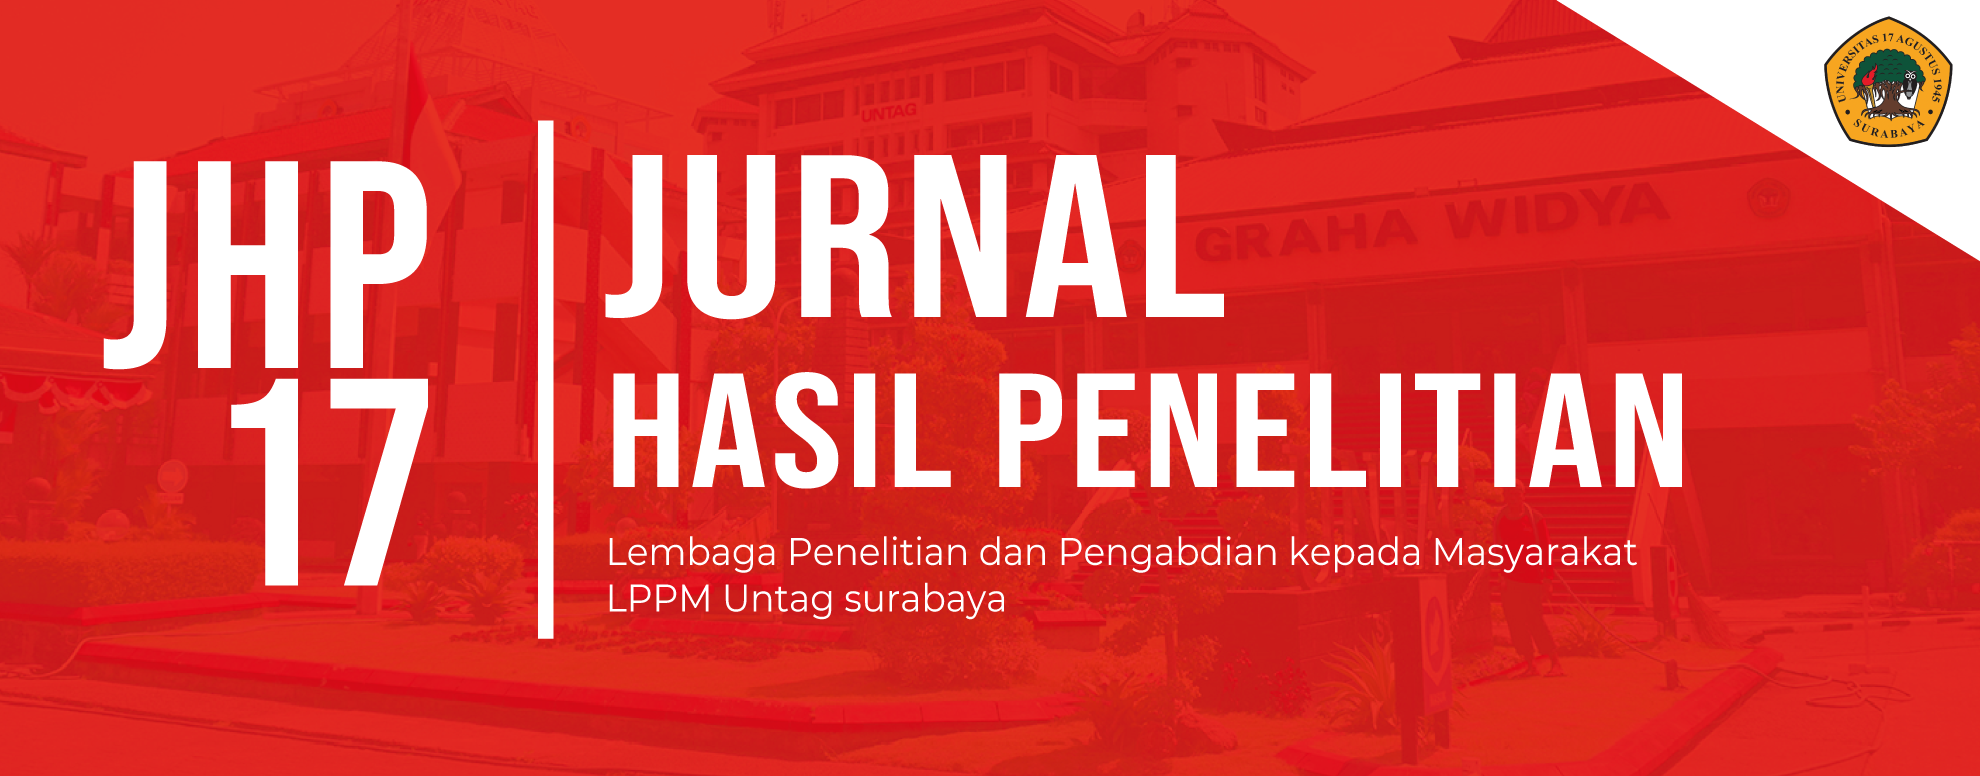 JHP
17
JURNAL
HASIL PENELITIAN
Lembaga Penelitian dan Pengabdian kepada Masyarakat
LPPM Untag surabaya
UNTAG
GRAHA WIDYA
UNIVERSITAS 17 AGUSTUS 1945
SURABAYA